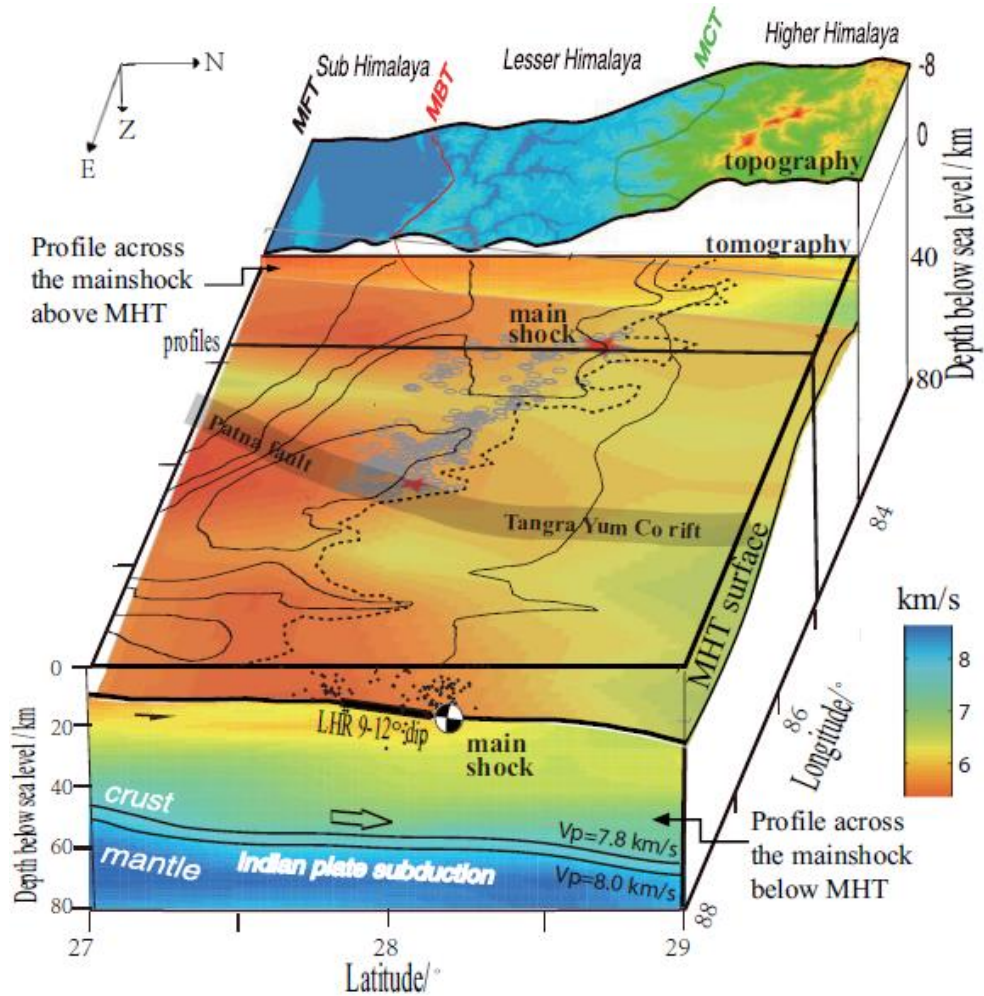 Sub Himalaya
Lesser Himalaya
Higher Himalaya
MFT
MBT
MCT
N
Z
E
-8
0
40
80
Depth below sea level / km
topography
tomography
Profile across
the mainshock
above MHT
profiles
main
shock
Patna fault
Tangra Yum Co rift
MHT surface
84
86
88
Longitude/°
km/s
8
7
6
0
20
40
60
80
Depth below sea level / km
LHR 9-12° dip
main
shock
crust
mantle
Indian plate subduction
Vp=7.8 km/s
Vp=8.0 km/s
Profile across
the mainshock
below MHT
27
28
29
Latitude/°